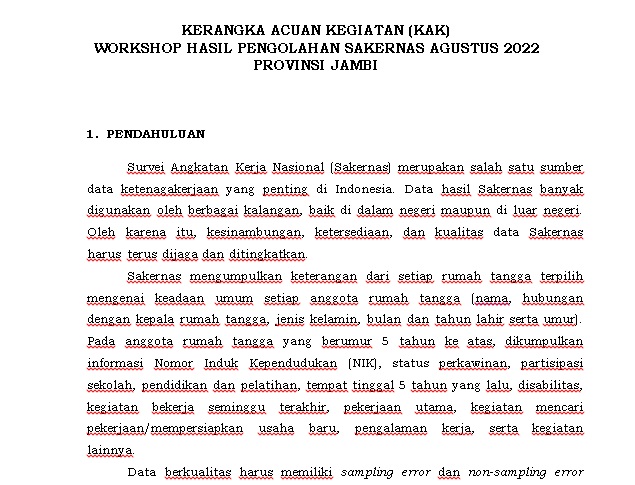 KERANGKA ACUAN KEGIATAN (KAK)
WORKSHOP HASIL PENGOLAHAN SAKERNAS AGUSTUS 2022
PROVINSI JAMBI
1. PENDAHULUAN
Survei Angkatan Kerja Nasional (Sakernas) merupakan salah satu sumber
data ketenagakerjaan yang penting di Indonesia. Data hasil Sakernas banyak
digunakan oleh berbagai kalangan, baik di dalam negeri maupun di luar negeri.
Oleh karena itu, kesinambungan, ketersediaan, dan kualitas data Sakernas
harus terus dijaga dan ditingkatkan.
Sakernas mengumpulkan keterangan dari setiap rumah tangga terpilih
mengenai keadaan umum setiap anggota rumah tangga (nama, hubungan
dengan kepala rumah tangga, jenis kelamin, bulan dan tahun lahir serta umur).
Pada anggota rumah tangga yang berumur 5 tahun ke atas, dikumpulkan
informasi Nomor Induk Kependudukan (NIK), status perkawinan, partisipasi
sekolah, pendidikan dan pelatihan, tempat tinggal 5 tahun yang lalu, disabilitas,
kegiatan bekerja seminggu terakhir, pekerjaan utama, kegiatan mencari
pekerjaan/mempersiapkan usaha baru, pengalaman kerja, serta kegiatan
lainnya.
Data berkualitas harus memiliki sampling error dan non-sampling error